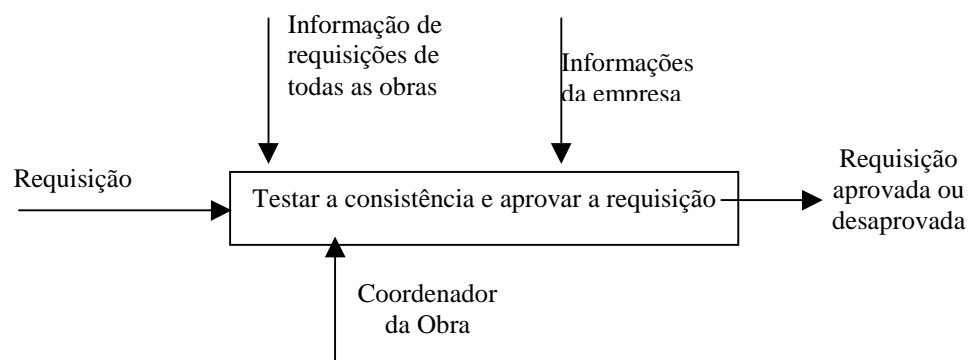 Informação de
requisições de
todas as obras
Informações
da empresa
Requisição
Testar a consistência e aprovar a requisição
Requisição
aprovada ou
desaprovada
Coordenador
da Obra